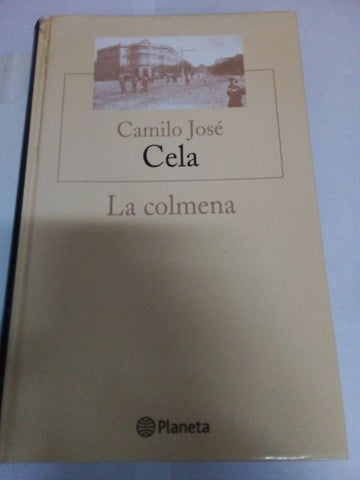 Camilo José
Cela
La colmena
Planeta